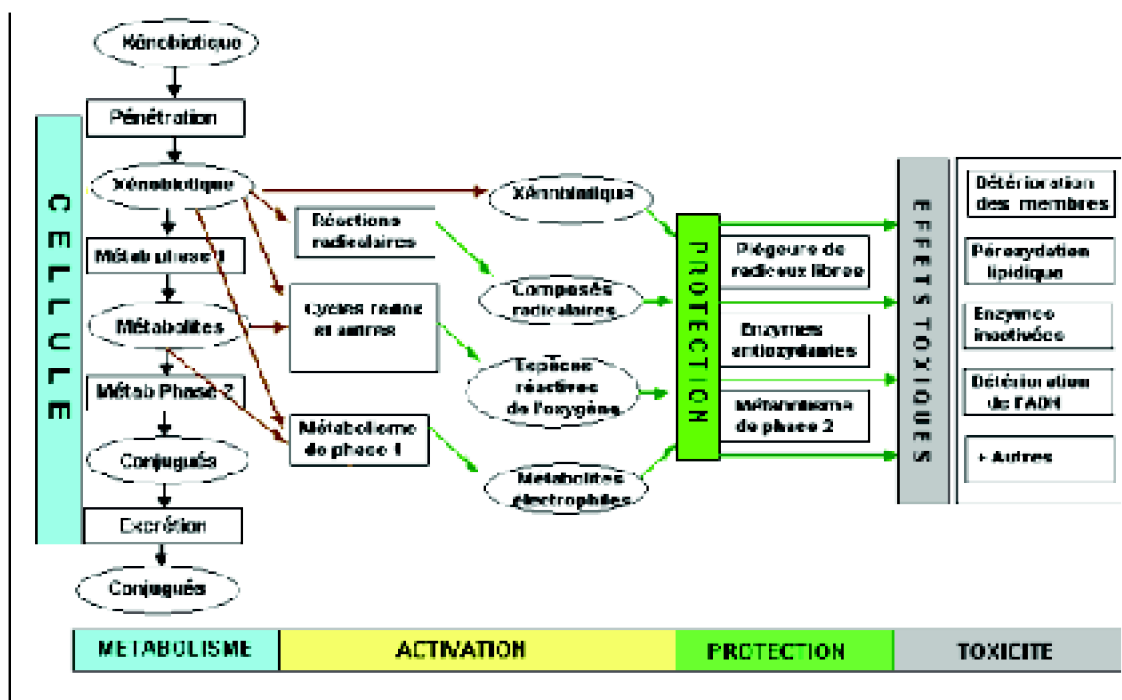 Xénobiotique
Pénétration
Xénobiotique
Métab phase 1
Métabolites
Métab Phase 2
Conjugués
Excrétion
Conjugués
CELLULE
Réactions
radicalaires
Cycles redox
et autres
Métabolisme
de phase 1
Xénobiotique
Composés
radicalaires
Espèces
réactives
de l'oxygène
Metabolites
électrophiles
PROTECTION
Piégeurs de
radicaux libres
Enzymes
antioxydantes
Métabolisme
de phase 2
EFFETS TOXIQUES
Détérioration
des membres
Péroxydation
lipidique
Enzymes
inactivées
Détérioration
de l'ADN
+ Autres
METABOLISME
ACTIVATION
PROTECTION
TOXICITE